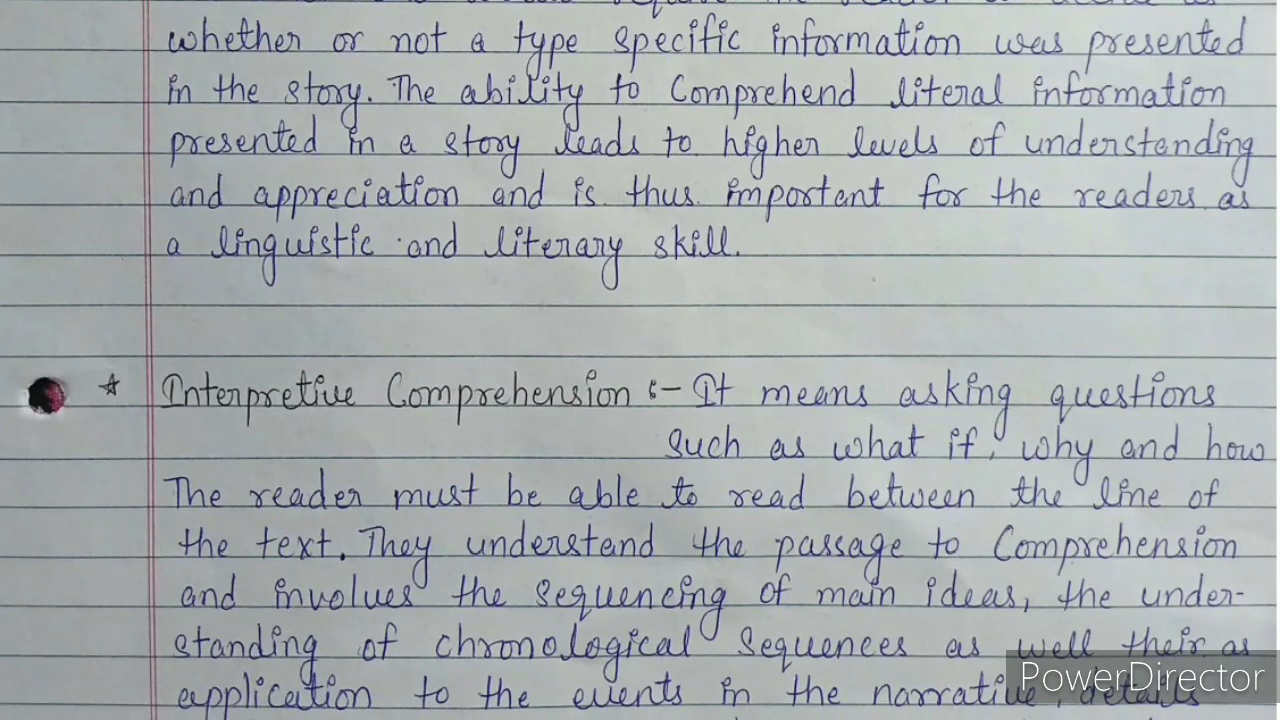 whether or not a type specific information was presented
in the story. The ability to Comprehend literal information
presented in a story leads to higher levels of understanding
and appreciation and is thus important for the readers as
a linguistic and literary skill.
☆ Interpretive Comprehension :- It means asking questions
such as what if, why and how
The reader must be able to read between the line of
the text. They understand the passage to Comprehension
and involves the sequencing of main ideas, the under-
standing of chronological Sequences as well their as
application to the events in the narrative, details
PowerDirector